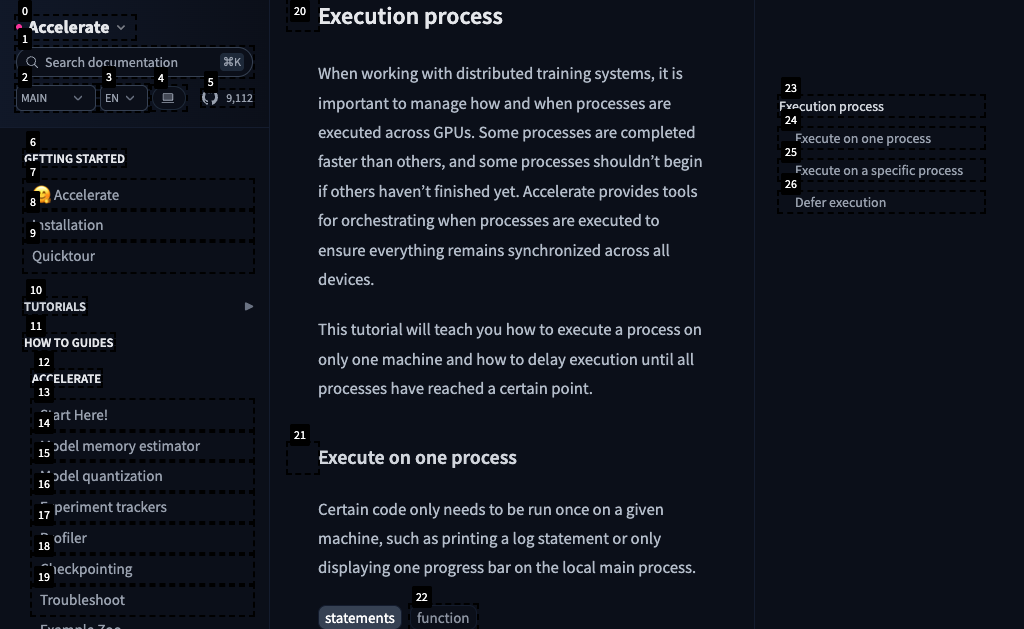 0
Accelerate
1
Search documentation ⌘K
2 3 4 5
MAIN EN 9,112
6
GETTING STARTED
7
🤗 Accelerate
8
Installation
9
Quicktour
10
TUTORIALS
11
HOW TO GUIDES
12
ACCELERATE
13
Start Here!
14
Model memory estimator
15
Model quantization
16
Experiment trackers
17
Profiler
18
Checkpointing
19
Troubleshoot
Example Zoo
20
Execution process
When working with distributed training systems, it is
important to manage how and when processes are
executed across GPUs. Some processes are completed
faster than others, and some processes shouldn't begin
if others haven't finished yet. Accelerate provides tools
for orchestrating when processes are executed to
ensure everything remains synchronized across all
devices.
This tutorial will teach you how to execute a process on
only one machine and how to delay execution until all
processes have reached a certain point.
21
Execute on one process
Certain code only needs to be run once on a given
machine, such as printing a log statement or only
displaying one progress bar on the local main process.
22
statements function
23
Execution process
24
Execute on one process
25
Execute on a specific process
26
Defer execution